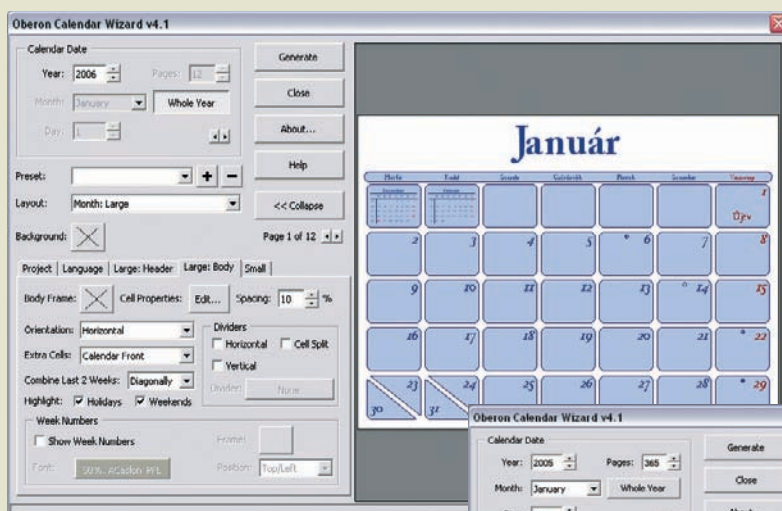 Oberon Calendar Wizard v4.1
Calendar Date
Year: 2006
Pages: 12
Month: January
Whole Year
Day: 1
Generate
Close
About...
Help
<< Collapse
Preset:
Layout: Month: Large
Background:
Page 1 of 12
Project Language Large: Header Large: Body Small
Body Frame:
Cell Properties: Edit...
Spacing: 10 %
Orientation: Horizontal
Extra Cells: Calendar Front
Combine Last 2 Weeks: Diagonally
Highlight: Holidays Weekends
Dividers
Horizontal Cell Split
Vertical
Divider: None
Week Numbers
Show Week Numbers
Frame:
Font:
Position: Top/Left
Január
1
2 3 4 5 6 7 8
9 10 11 12 13 14 15
16 17 18 19 20 21 22
23 24 25 26 27 28 29
30 31
Oberon Calendar Wizard v4.1
Calendar Date
Year: 2005
Pages: 365
Month: January
Whole Year
Generate
Close